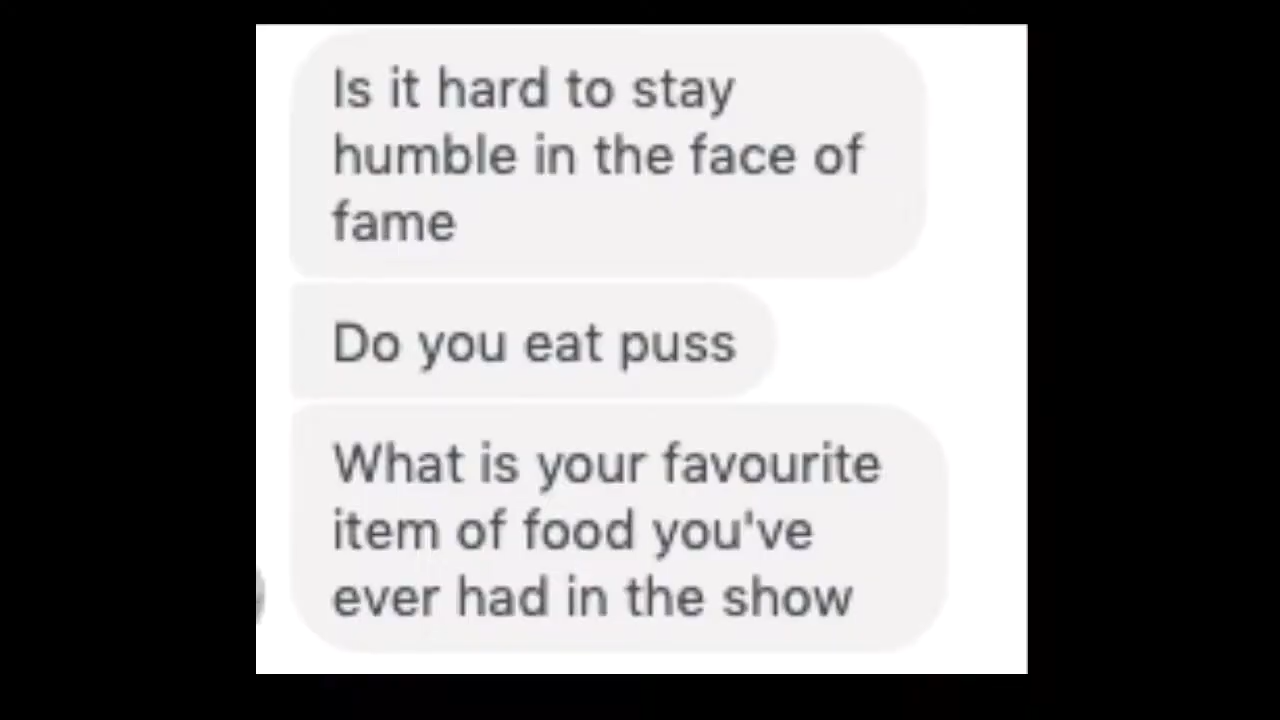 Is it hard to stay
humble in the face of
fame
Do you eat puss
What is your favourite
item of food you've
ever had in the show